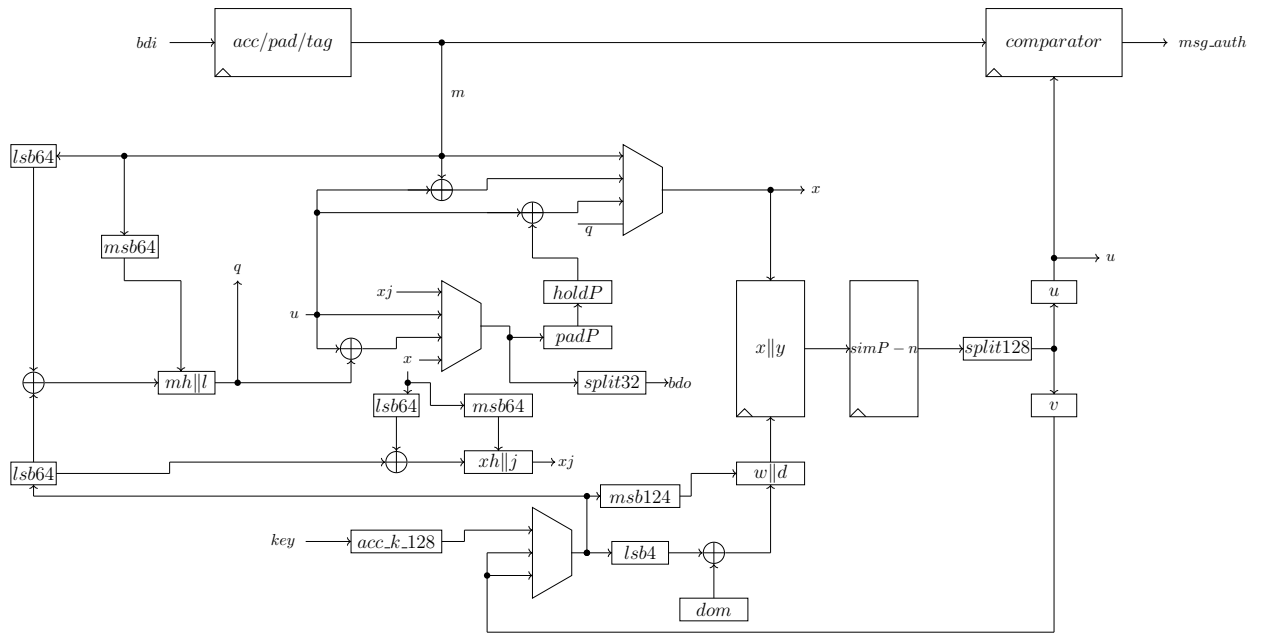 bdi
acc/pad/tag
comparator
msg_auth
m
lsb64
x
q
msb64
u
q
xj
holdP
u
u
padP
x∥y
simP − n
split128
x
mh∥l
split32
bdo
lsb64
msb64
v
lsb64
xh∥j
xj
w∥d
msb124
key
acc_k_128
lsb4
dom